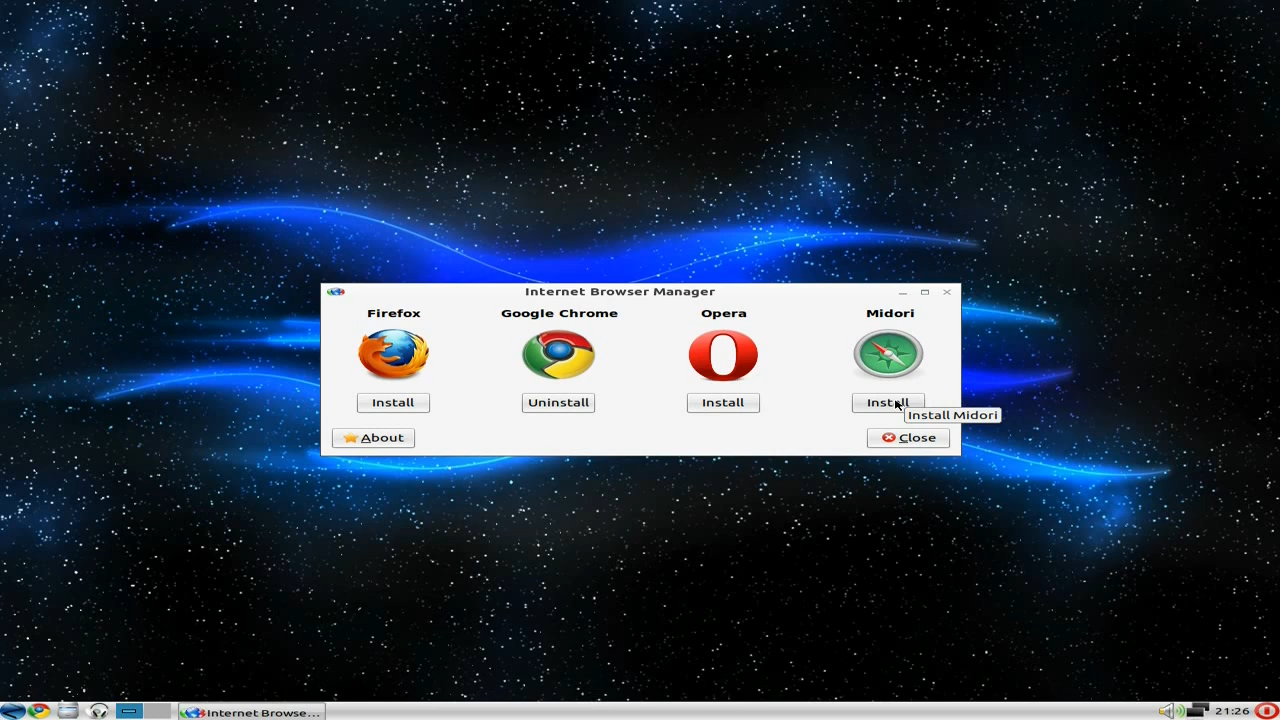 Internet Browser Manager
Firefox
Google Chrome
Opera
Midori
Install
Uninstall
Install
Install
Install Midori
About
Close
Internet Browse...
21:26